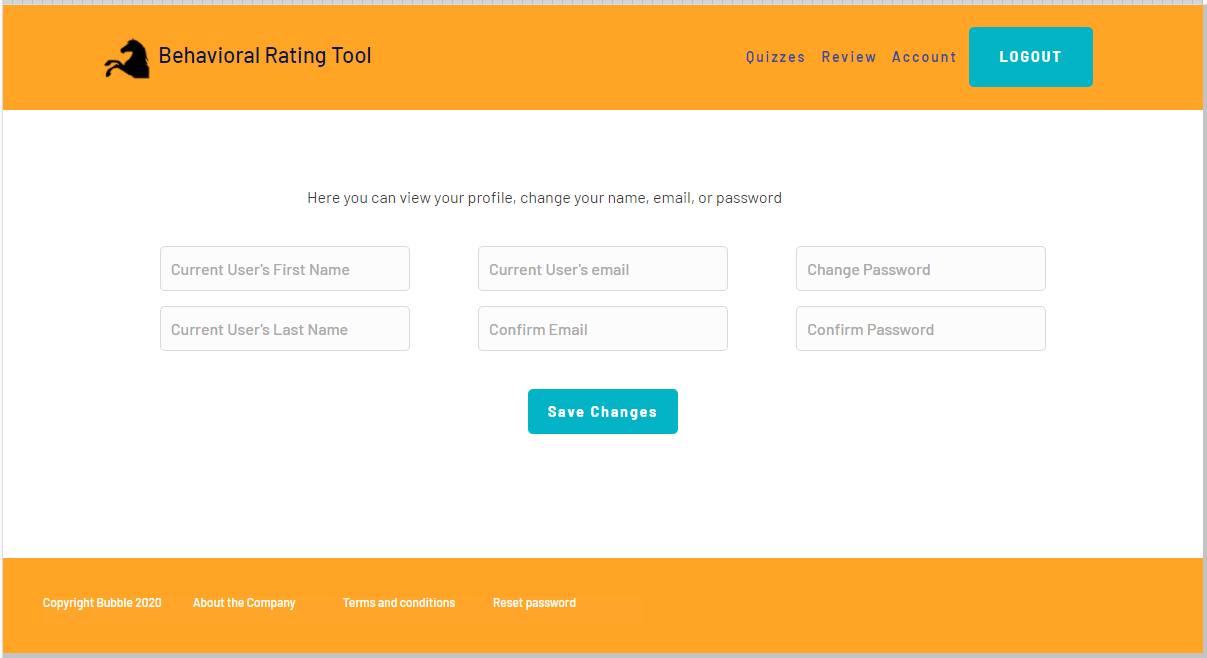 Behavioral Rating Tool
Quizzes Review Account LOGOUT
Here you can view your profile, change your name, email, or password
Current User's First Name Current User's email Change Password
Current User's Last Name Confirm Email Confirm Password
Save Changes
Copyright Bubble 2020 About the Company Terms and conditions Reset password